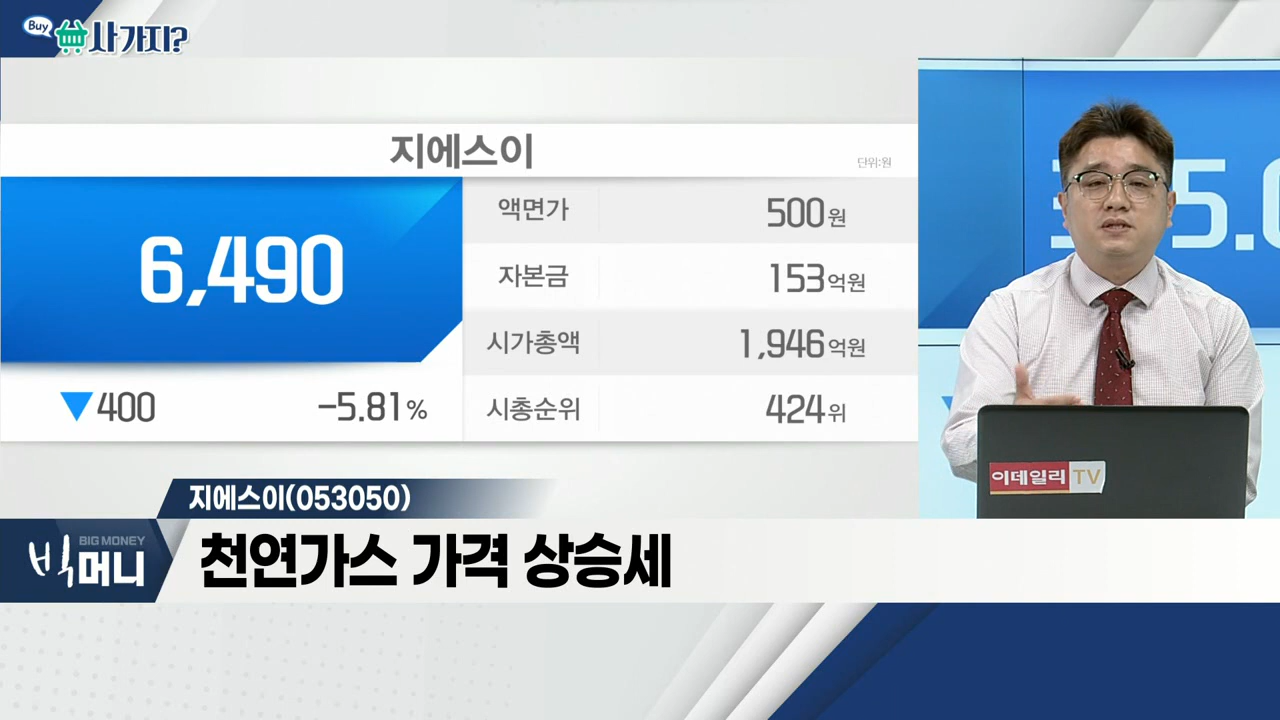 Buy 사가지?
지에스이
단위:원
6,490
▼400 -5.81%
액면가 500원
자본금 153억원
시가총액 1,946억원
시총순위 424위
5.0
이데일리TV
지에스이(053050)
BIG MONEY
빅머니
천연가스 가격 상승세